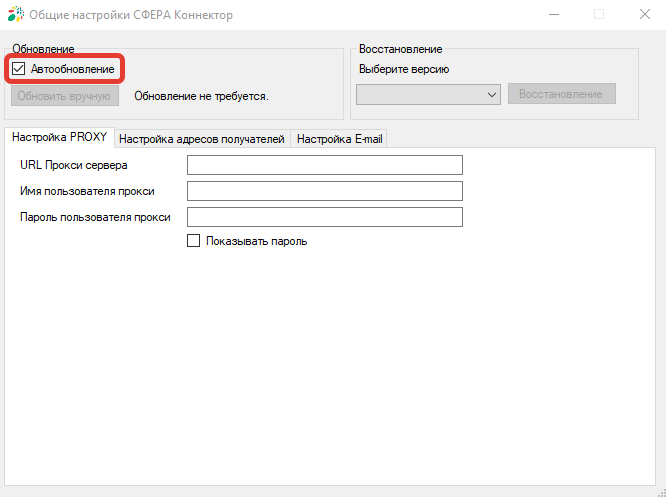 Общие настройки СФЕРА Коннектор
Обновление
Автообновление
Обновить вручную
Обновление не требуется.
Восстановление
Выберите версию
Восстановление
Настройка PROXY
Настройка адресов получателей
Настройка E-mail
URL Прокси сервера
Имя пользователя прокси
Пароль пользователя прокси
Показывать пароль